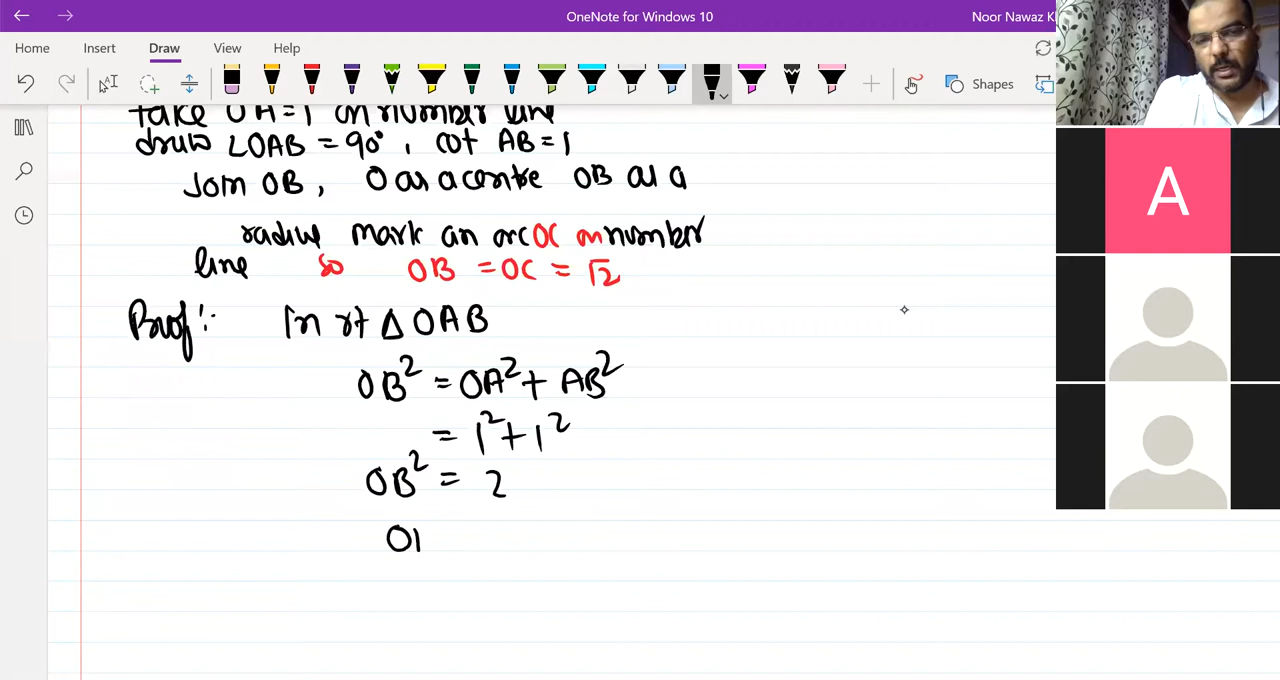 OneNote for Windows 10
Noor Nawaz K
Home Insert Draw View Help
Shapes
take OA=1 on number line
draw ∠OAB = 90°, cot AB=1
Join OB, O as a centre OB as a
radius mark an arc OC on number
line so OB = OC = √2
Proof:- In rt Δ OAB
OB² = OA² + AB²
= 1² + 1²
OB² = 2
A